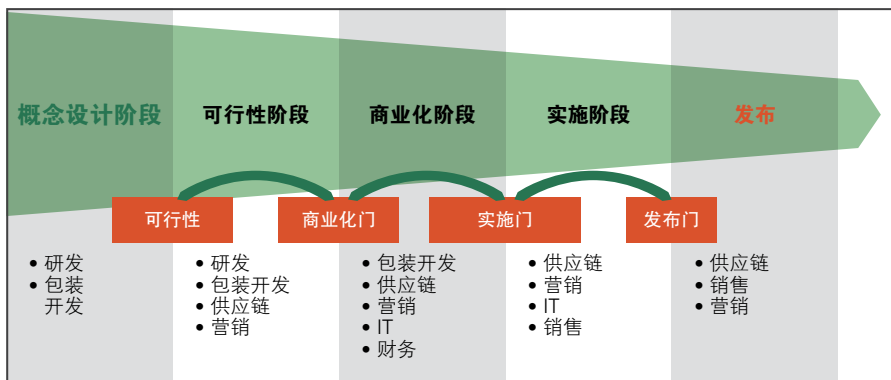 概念设计阶段
可行性阶段
商业化阶段
实施阶段
发布
可行性
商业化门
实施门
发布门
• 研发
• 包装
开发
• 研发
• 包装开发
• 供应链
• 营销
• 包装开发
• 供应链
• 营销
• IT
• 财务
• 供应链
• 营销
• IT
• 销售
• 供应链
• 销售
• 营销